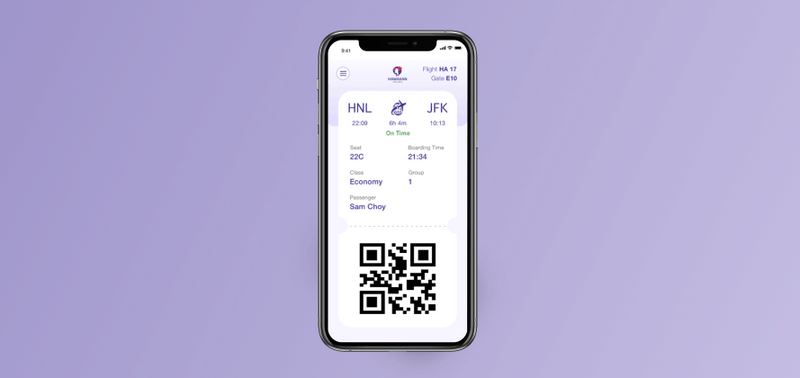 9:41
Flight HA 17
HAWAIIAN
Gate E10
HNL JFK
22:09 6h 4m 10:13
On Time
Seat Boarding Time
22C 21:34
Class Group
Economy 1
Passenger
Sam Choy